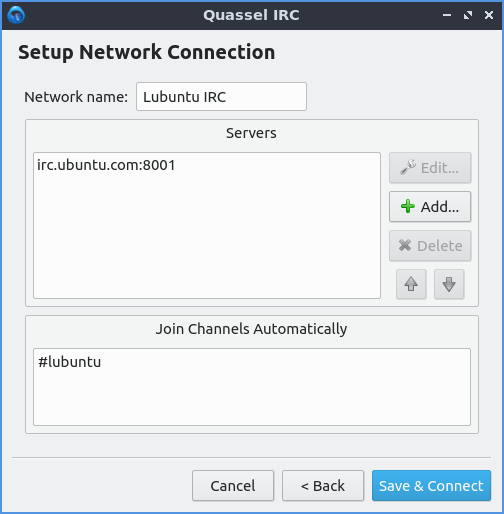 Quassel IRC
Setup Network Connection
Network name: Lubuntu IRC
Servers
irc.ubuntu.com:8001
Edit...
Add...
Delete
Join Channels Automatically
#lubuntu
Cancel
< Back
Save & Connect